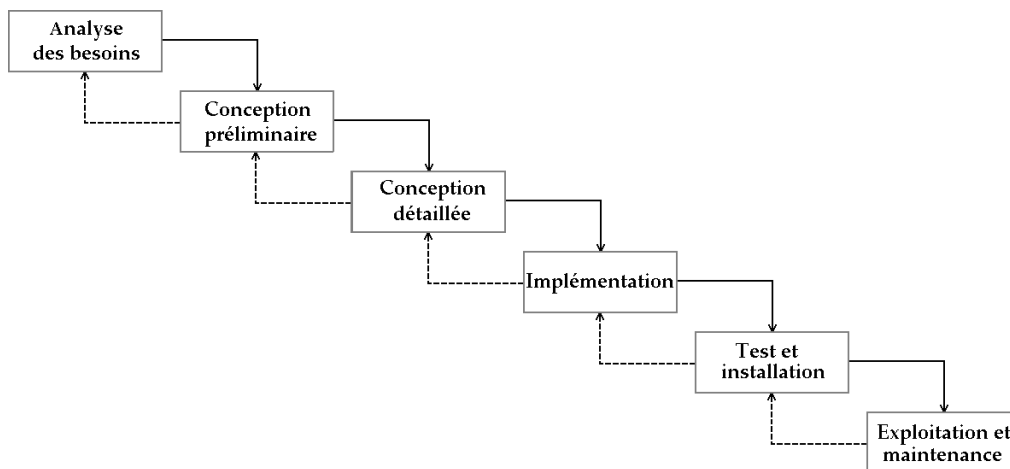 Analyse
des besoins
Conception
préliminaire
Conception
détaillée
Implémentation
Test et
installation
Exploitation et
maintenance